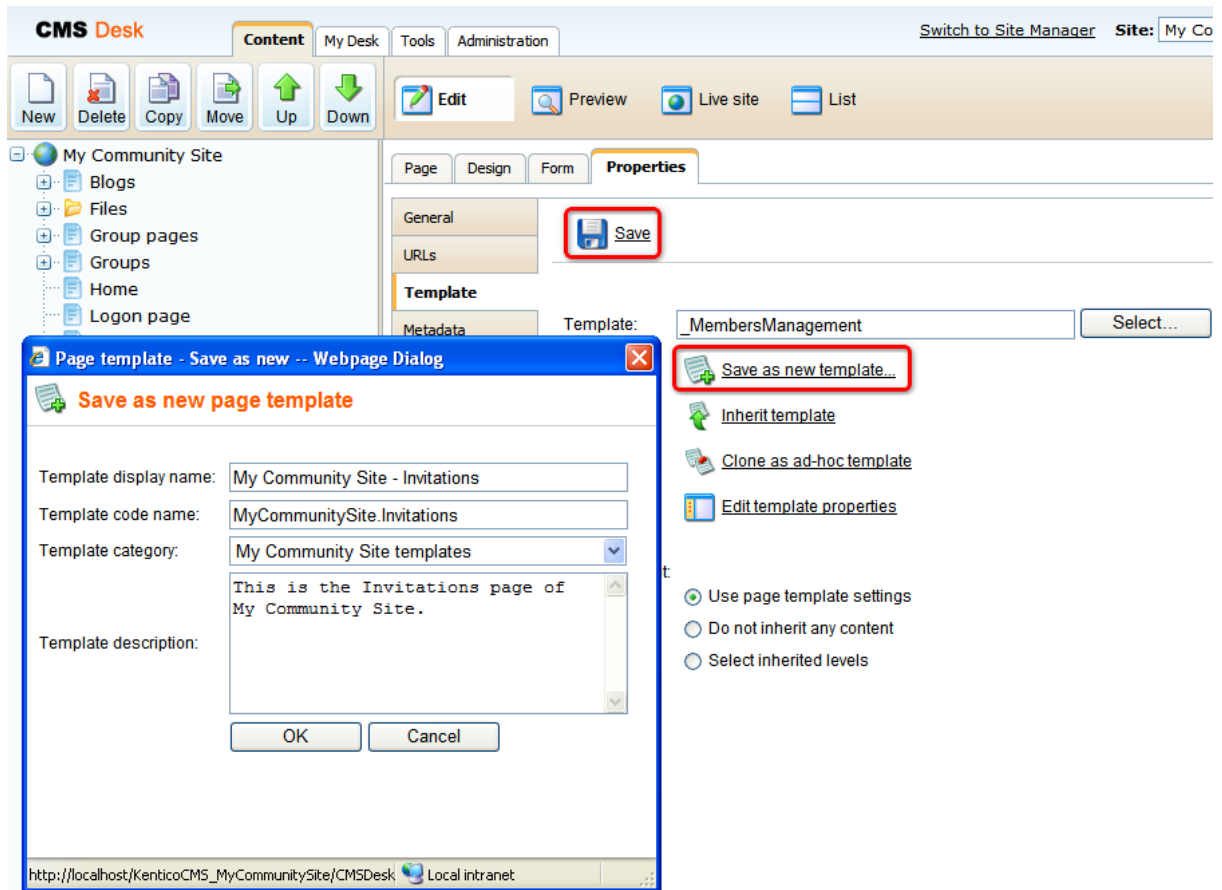 CMS Desk
Content
My Desk
Tools
Administration
Switch to Site Manager
Site: My Co
New
Delete
Copy
Move
Up
Down
Edit
Preview
Live site
List
My Community Site
Blogs
Files
Group pages
Groups
Home
Logon page
Page
Design
Form
Properties
General
URLs
Template
Metadata
Save
Template:
_MembersManagement
Select...
Save as new template...
Inherit template
Clone as ad-hoc template
Edit template properties
t:
Use page template settings
Do not inherit any content
Select inherited levels
Page template - Save as new -- Webpage Dialog
Save as new page template
Template display name:
My Community Site - Invitations
Template code name:
MyCommunitySite.Invitations
Template category:
My Community Site templates
Template description:
This is the Invitations page of
My Community Site.
OK
Cancel
http://localhost/KenticoCMS_MyCommunitySite/CMSDesk
Local intranet